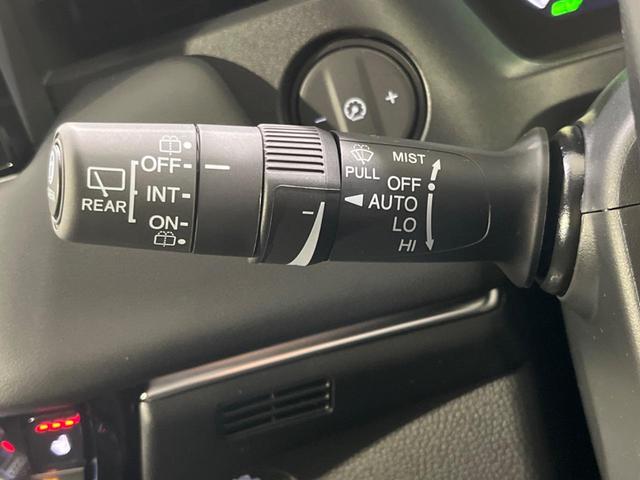 OFF
INT
ON
REAR
PULL
MIST
OFF
AUTO
LO
HI
- +